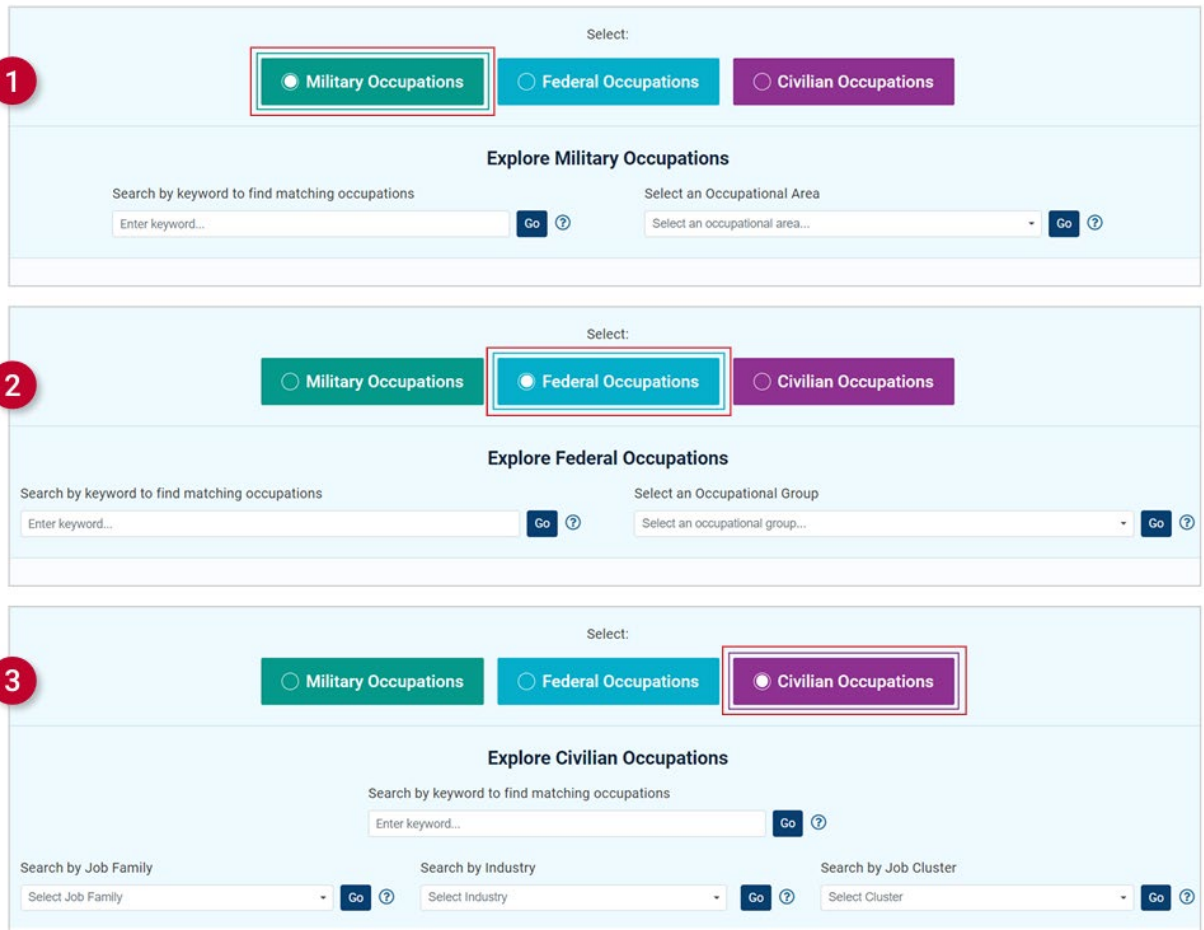 Select:
1
Military Occupations Federal Occupations Civilian Occupations
Explore Military Occupations
Search by keyword to find matching occupations Select an Occupational Area
Enter keyword... Go ? Select an occupational area... Go ?
Select:
2
Military Occupations Federal Occupations Civilian Occupations
Explore Federal Occupations
Search by keyword to find matching occupations Select an Occupational Group
Enter keyword... Go ? Select an occupational group... Go ?
Select:
3
Military Occupations Federal Occupations Civilian Occupations
Explore Civilian Occupations
Search by keyword to find matching occupations
Enter keyword... Go ?
Search by Job Family Search by Industry Search by Job Cluster
Select Job Family Go ? Select Industry Go ? Select Cluster Go ?